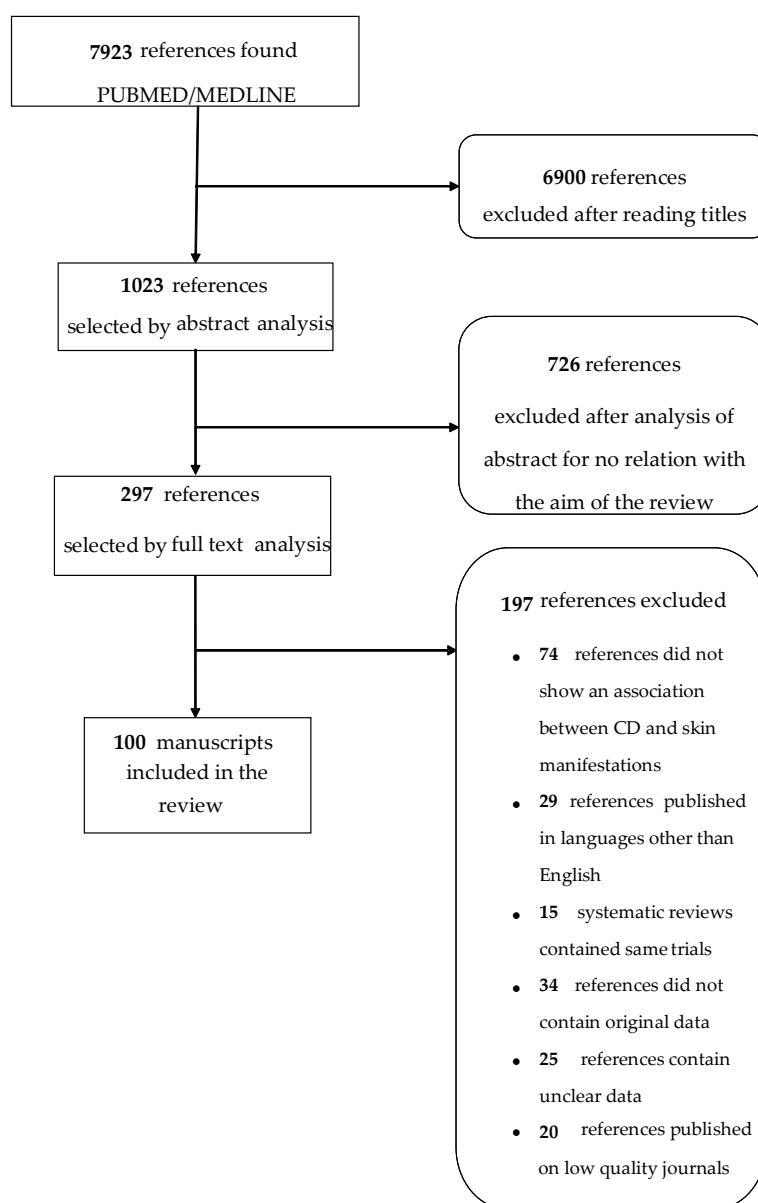 7923 references found
PUBMED/MEDLINE
6900 references
excluded after reading titles
1023 references
selected by abstract analysis
726 references
excluded after analysis of
abstract for no relation with
the aim of the review
297 references
selected by full text analysis
197 references excluded
• 74 references did not
show an association
between CD and skin
manifestations
• 29 references published
in languages other than
English
• 15 systematic reviews
contained same trials
• 34 references did not
contain original data
• 25 references contain
unclear data
• 20 references published
on low quality journals
100 manuscripts
included in the
review